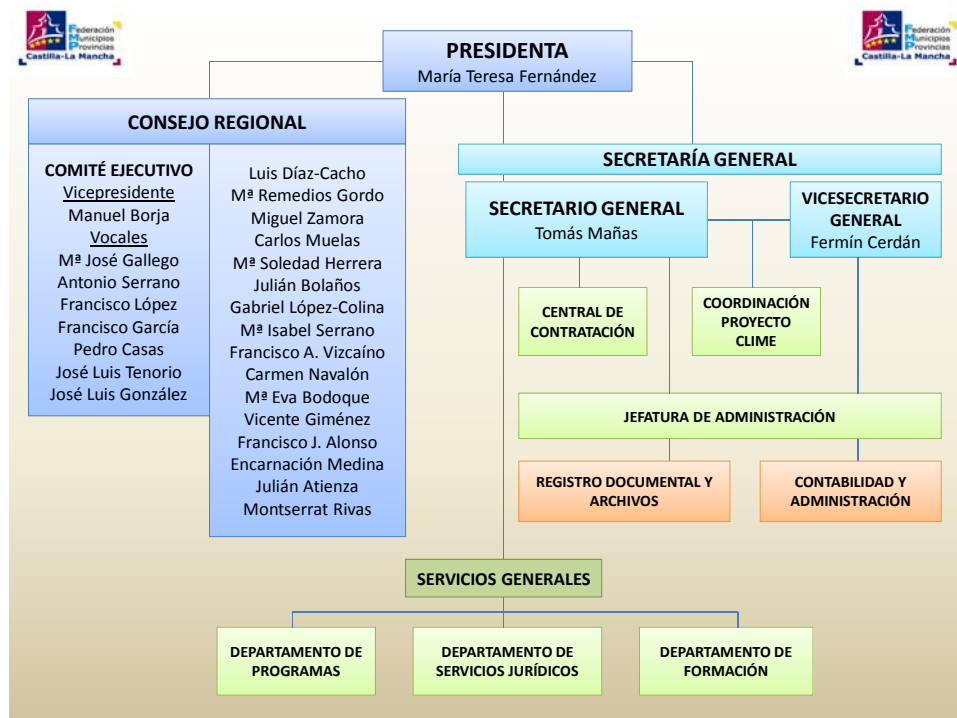 Federación
Municipios
Provincias
Castilla-La Mancha
Federación
Municipios
Provincias
Castilla-La Mancha
PRESIDENTA
María Teresa Fernández
CONSEJO REGIONAL
COMITÉ EJECUTIVO
Vicepresidente
Manuel Borja
Vocales
Mª José Gallego
Antonio Serrano
Francisco López
Francisco García
Pedro Casas
José Luis Tenorio
José Luis González
Luis Díaz-Cacho
Mª Remedios Gordo
Miguel Zamora
Carlos Muelas
Mª Soledad Herrera
Julián Bolaños
Gabriel López-Colina
Mª Isabel Serrano
Francisco A. Vizcaíno
Carmen Navalón
Mª Eva Bodoque
Vicente Giménez
Francisco J. Alonso
Encarnación Medina
Julián Atienza
Montserrat Rivas
SECRETARÍA GENERAL
SECRETARIO GENERAL
Tomás Mañas
VICESECRETARIO
GENERAL
Fermín Cerdán
CENTRAL DE
CONTRATACIÓN
COORDINACIÓN
PROYECTO
CLIME
JEFATURA DE ADMINISTRACIÓN
REGISTRO DOCUMENTAL Y
ARCHIVOS
CONTABILIDAD Y
ADMINISTRACIÓN
SERVICIOS GENERALES
DEPARTAMENTO DE
PROGRAMAS
DEPARTAMENTO DE
SERVICIOS JURÍDICOS
DEPARTAMENTO DE
FORMACIÓN